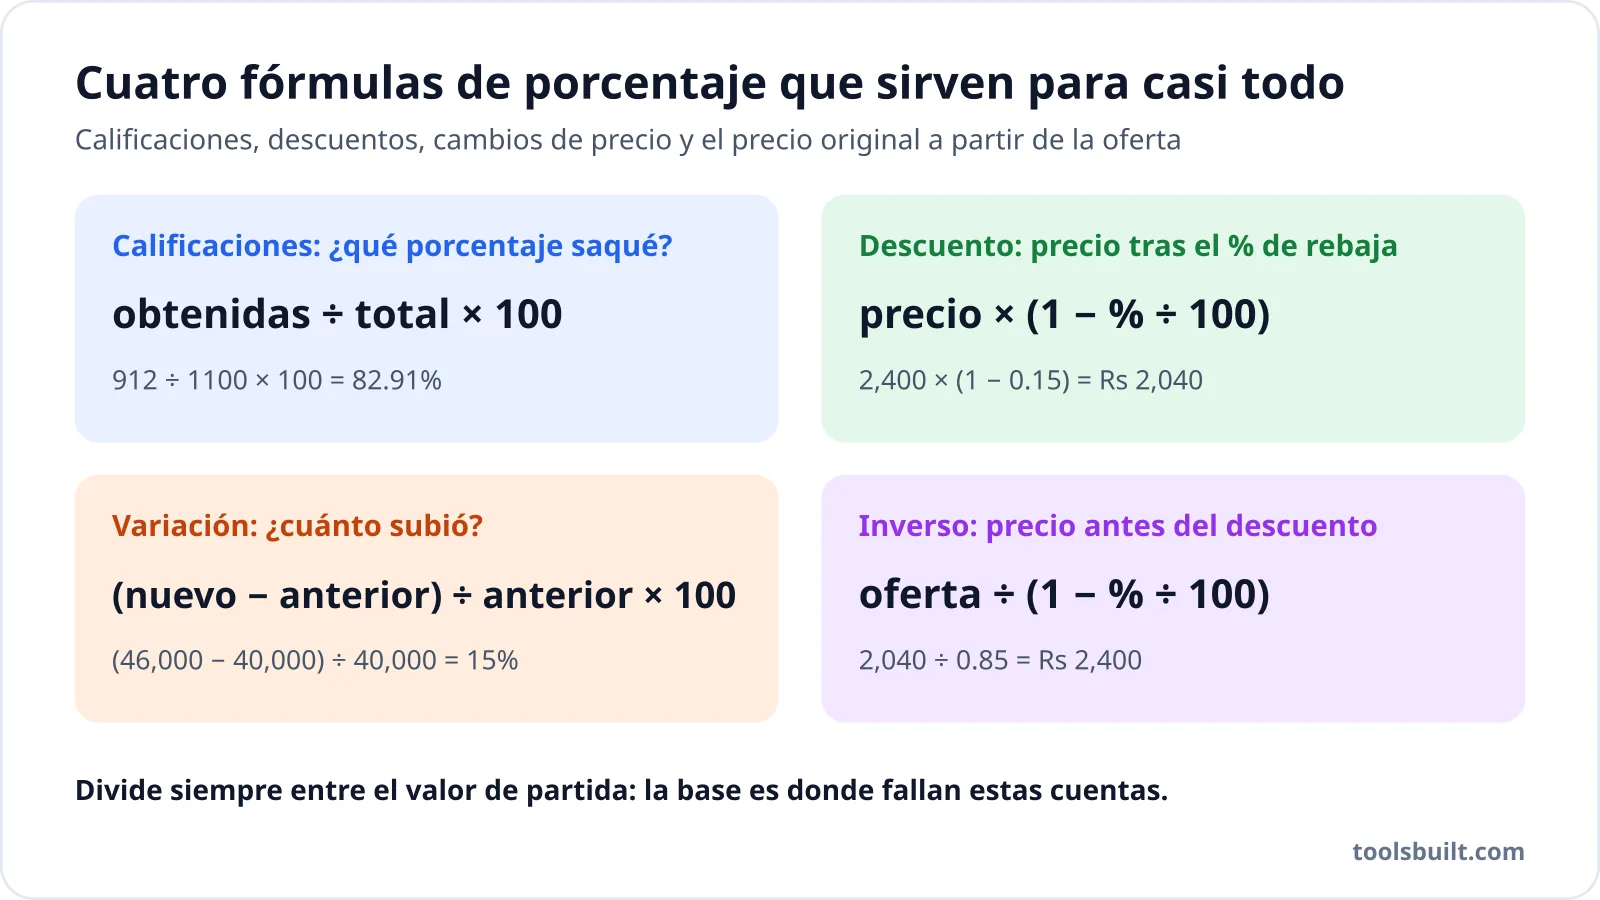 Cuatro fórmulas de porcentaje que sirven para casi todo
Calificaciones, descuentos, cambios de precio y el precio original a partir de la oferta
Calificaciones: ¿qué porcentaje saqué?
obtenidas ÷ total × 100
912 ÷ 1100 × 100 = 82.91%
Descuento: precio tras el % de rebaja
precio × (1 − % ÷ 100)
2,400 × (1 − 0.15) = Rs 2,040
Variación: ¿cuánto subió?
(nuevo − anterior) ÷ anterior × 100
(46,000 − 40,000) ÷ 40,000 = 15%
Inverso: precio antes del descuento
oferta ÷ (1 − % ÷ 100)
2,040 ÷ 0.85 = Rs 2,400
Divide siempre entre el valor de partida: la base es donde fallan estas cuentas.
toolsbuilt.com